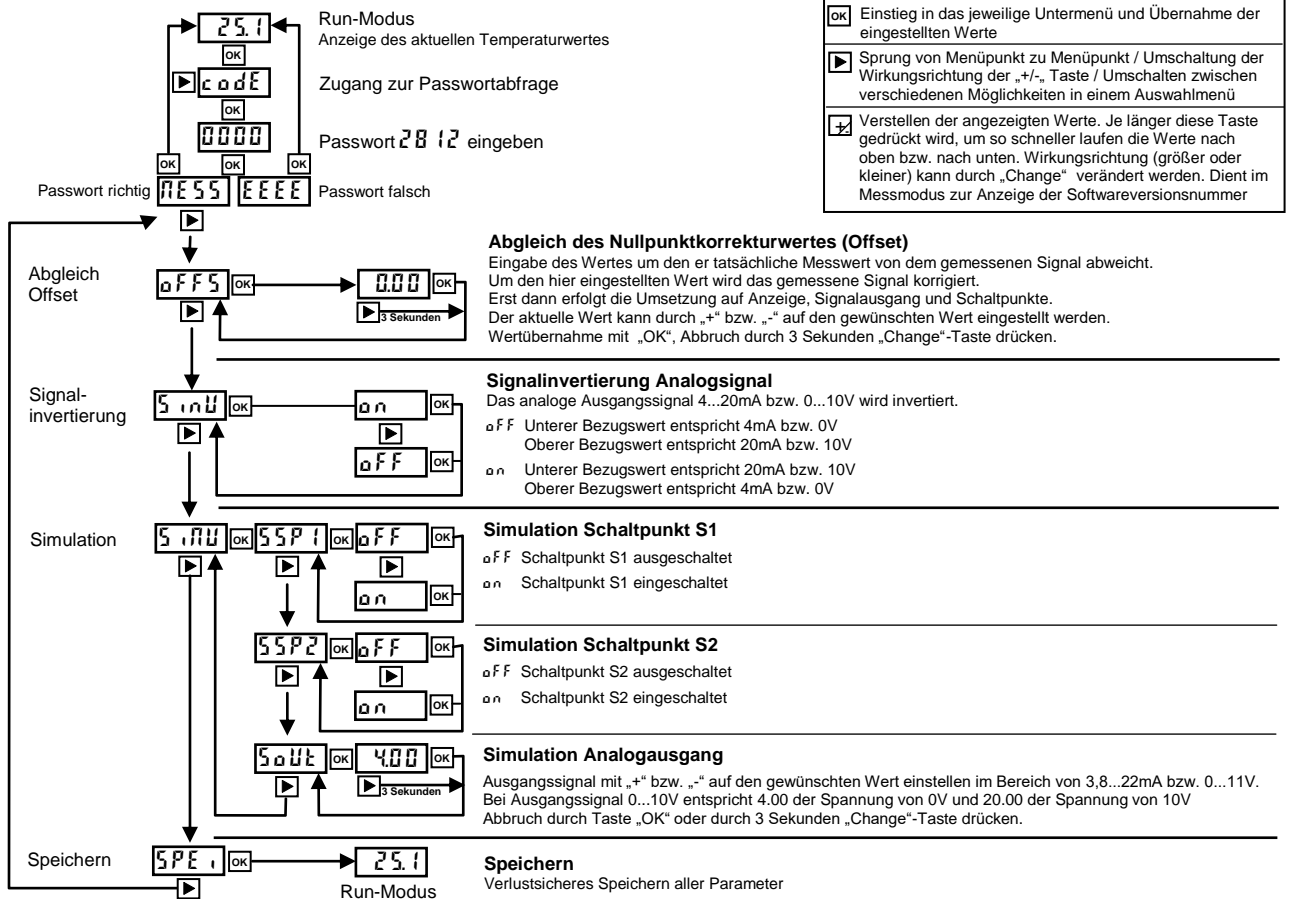 25.1
Run-Modus
Anzeige des aktuellen Temperaturwertes
OK
codE
Zugang zur Passwortabfrage
OK
0000
Passwort 2812 eingeben
OK
OK
OK
Passwort richtig
MESS
EEEE
Passwort falsch
OK
Einstieg in das jeweilige Untermenü und Übernahme der
eingestellten Werte
Sprung von Menüpunkt zu Menüpunkt / Umschaltung der
Wirkungsrichtung der „+/-„ Taste / Umschalten zwischen
verschiedenen Möglichkeiten in einem Auswahlmenü
Verstellen der angezeigten Werte. Je länger diese Taste
gedrückt wird, um so schneller laufen die Werte nach
oben bzw. nach unten. Wirkungsrichtung (größer oder
kleiner) kann durch „Change“ verändert werden. Dient im
Messmodus zur Anzeige der Softwareversionsnummer
Abgleich
Offset
oFFS
OK
0.00
OK
3 Sekunden
Abgleich des Nullpunktkorrekturwertes (Offset)
Eingabe des Wertes um den er tatsächliche Messwert von dem gemessenen Signal abweicht.
Um den hier eingestellten Wert wird das gemessene Signal korrigiert.
Erst dann erfolgt die Umsetzung auf Anzeige, Signalausgang und Schaltpunkte.
Der aktuelle Wert kann durch „+“ bzw. „-“ auf den gewünschten Wert eingestellt werden.
Wertübernahme mit „OK“, Abbruch durch 3 Sekunden „Change“-Taste drücken.
Signal-
invertierung
SinU
OK
on
OK
oFF
OK
Signalinvertierung Analogsignal
Das analoge Ausgangssignal 4...20mA bzw. 0...10V wird invertiert.
oFF Unterer Bezugswert entspricht 4mA bzw. 0V
Oberer Bezugswert entspricht 20mA bzw. 10V
on Unterer Bezugswert entspricht 20mA bzw. 10V
Oberer Bezugswert entspricht 4mA bzw. 0V
Simulation
SiMU
OK
SSP1
OK
oFF
OK
on
OK
Simulation Schaltpunkt S1
oFF Schaltpunkt S1 ausgeschaltet
on Schaltpunkt S1 eingeschaltet
SSP2
OK
oFF
OK
on
OK
Simulation Schaltpunkt S2
oFF Schaltpunkt S2 ausgeschaltet
on Schaltpunkt S2 eingeschaltet
SoUt
OK
4.00
OK
3 Sekunden
Simulation Analogausgang
Ausgangssignal mit „+“ bzw. „-“ auf den gewünschten Wert einstellen im Bereich von 3,8...22mA bzw. 0...11V.
Bei Ausgangssignal 0...10V entspricht 4.00 der Spannung von 0V und 20.00 der Spannung von 10V
Abbruch durch Taste „OK“ oder durch 3 Sekunden „Change“-Taste drücken.
Speichern
SPEi
OK
25.1
Run-Modus
Speichern
Verlustsicheres Speichern aller Parameter